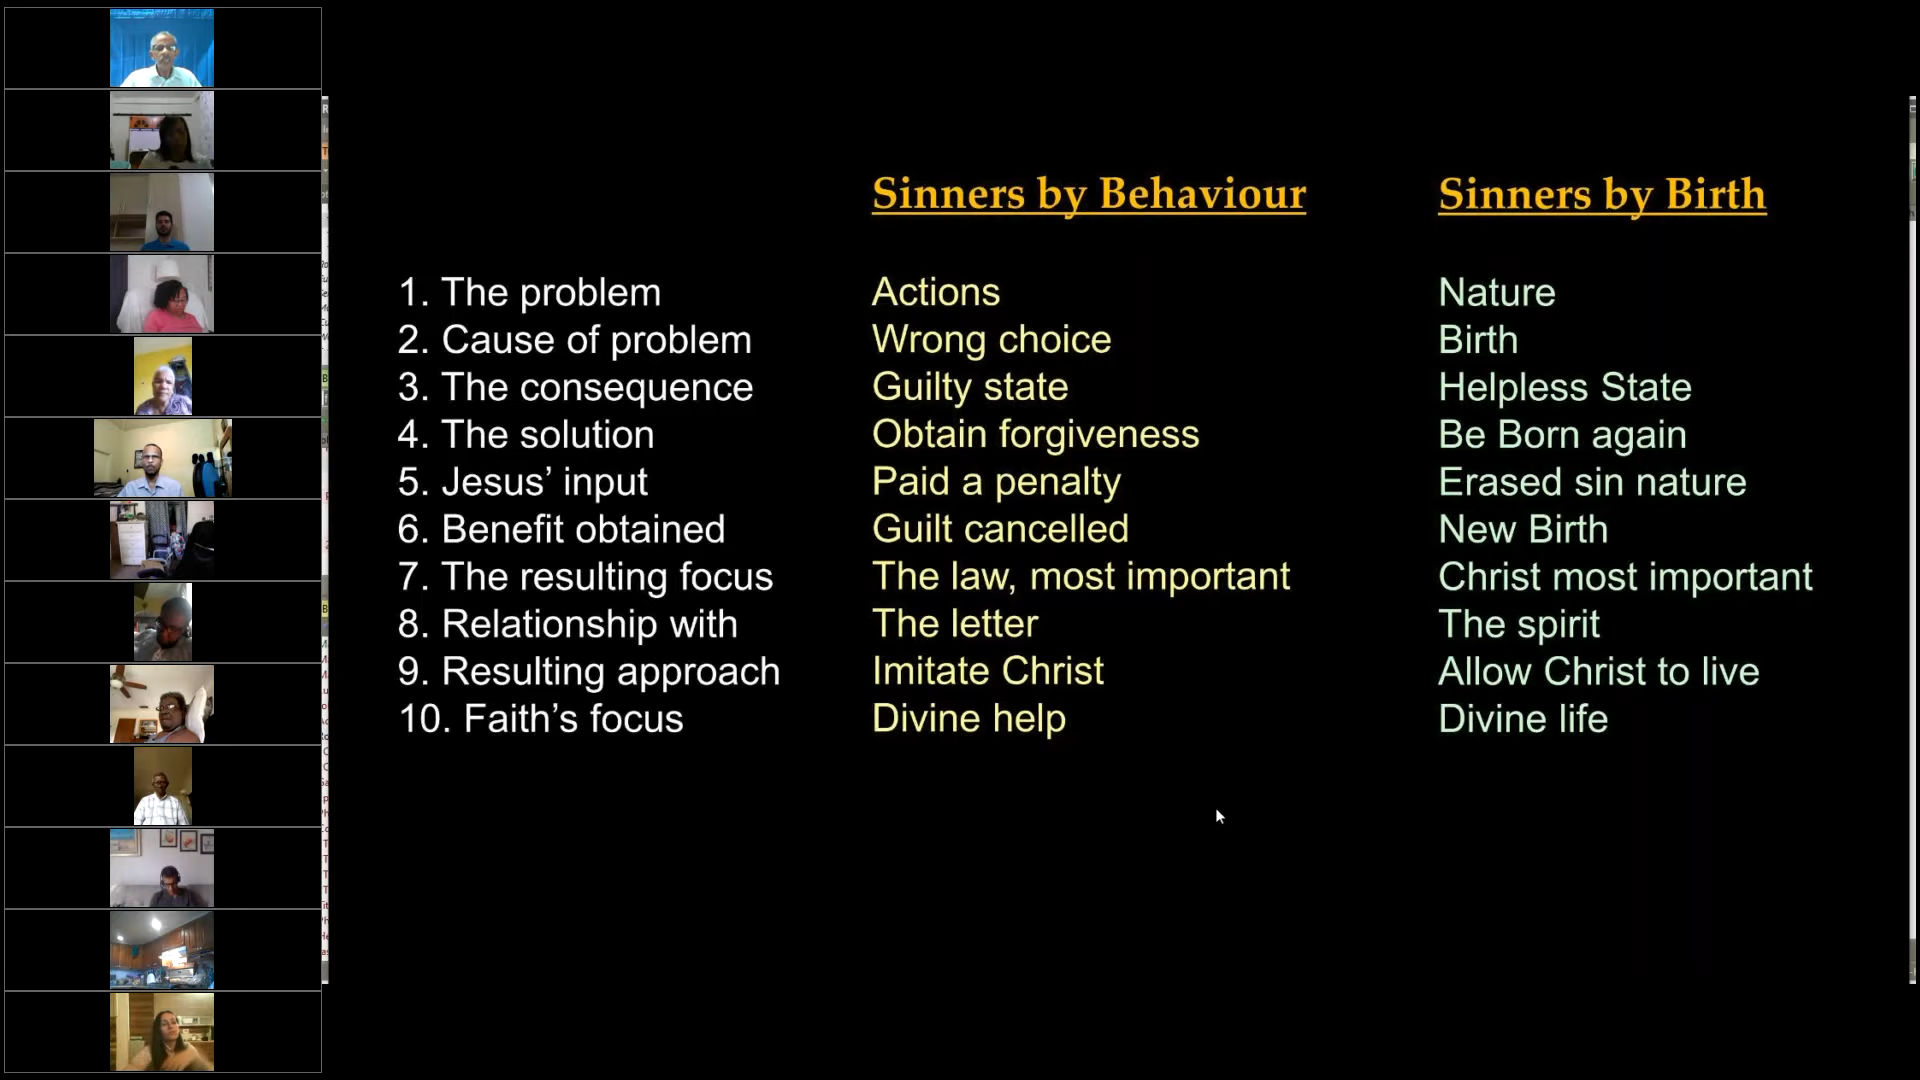 Sinners by Behaviour Sinners by Birth
1. The problem Actions Nature
2. Cause of problem Wrong choice Birth
3. The consequence Guilty state Helpless State
4. The solution Obtain forgiveness Be Born again
5. Jesus’ input Paid a penalty Erased sin nature
6. Benefit obtained Guilt cancelled New Birth
7. The resulting focus The law, most important Christ most important
8. Relationship with The letter The spirit
9. Resulting approach Imitate Christ Allow Christ to live
10. Faith’s focus Divine help Divine life